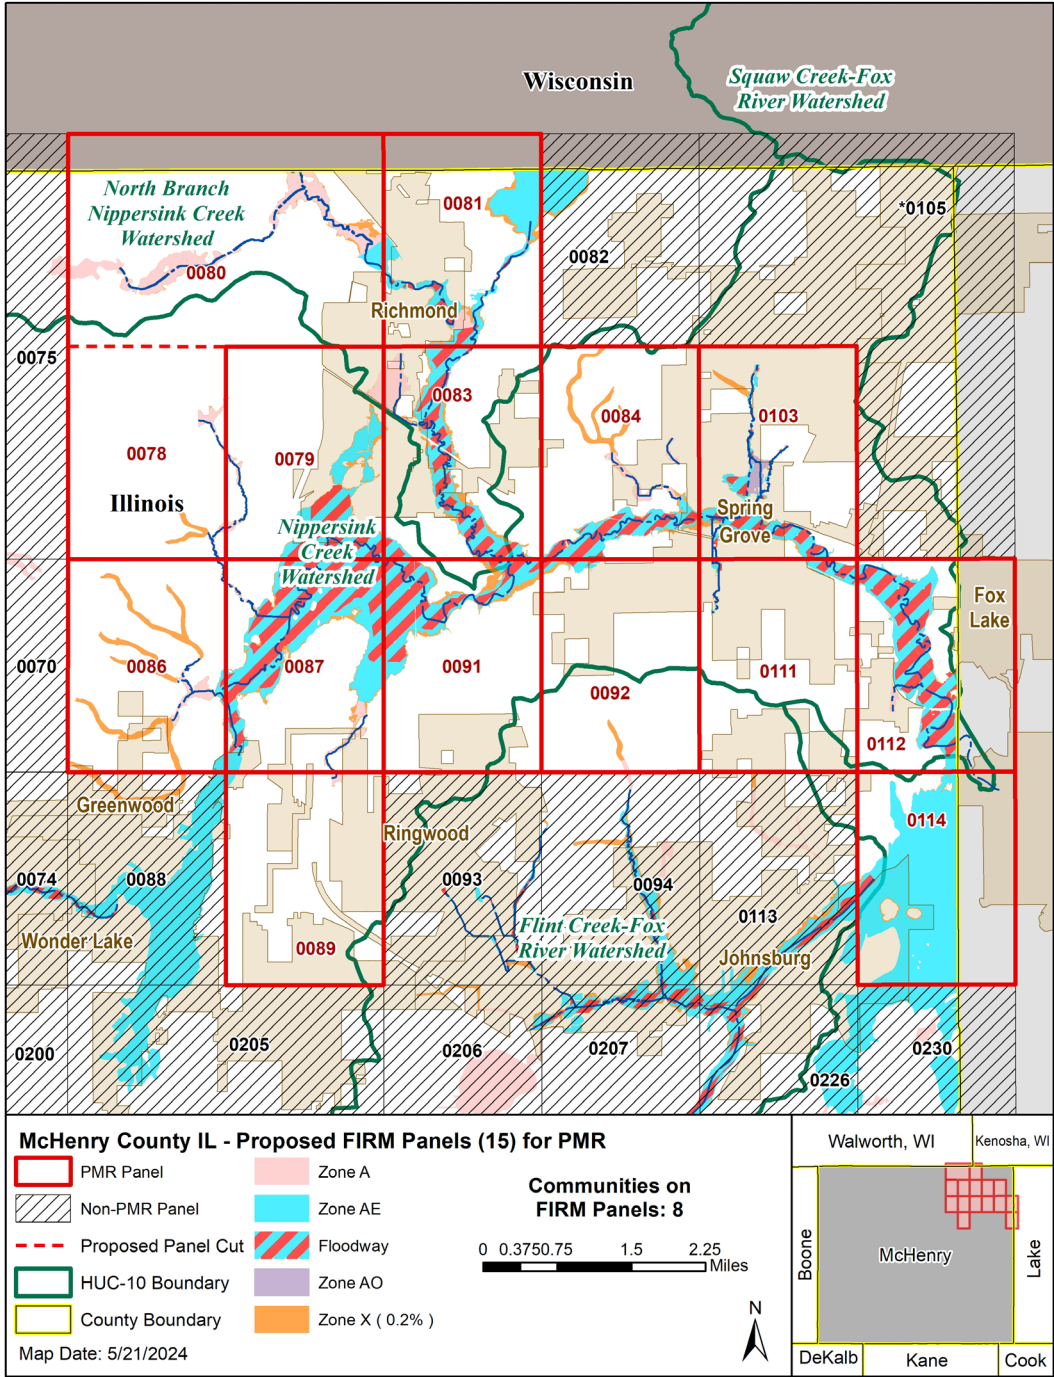 Wisconsin
Squaw Creek-Fox
River Watershed
North Branch
Nippersink Creek
Watershed
0081
*0105
0082
0080
Richmond
0075
0083
0084
0103
0078
0079
Illinois
Spring
Grove
Nippersink
Creek
Watershed
Fox
Lake
0070
0086
0087
0091
0092
0111
0112
Greenwood
0114
Ringwood
0074
0088
0093
0094
0113
Wonder Lake
0089
Flint Creek-Fox
River Watershed
Johnsburg
0200
0205
0206
0207
0226
0230
McHenry County IL - Proposed FIRM Panels (15) for PMR
PMR Panel
Non-PMR Panel
Proposed Panel Cut
HUC-10 Boundary
County Boundary
Map Date: 5/21/2024
Zone A
Zone AE
Floodway
Zone AO
Zone X ( 0.2% )
Communities on
FIRM Panels: 8
0 0.3750.75 1.5 2.25
Miles
N
Walworth, WI
Kenosha, WI
Boone
McHenry
Lake
DeKalb
Kane
Cook